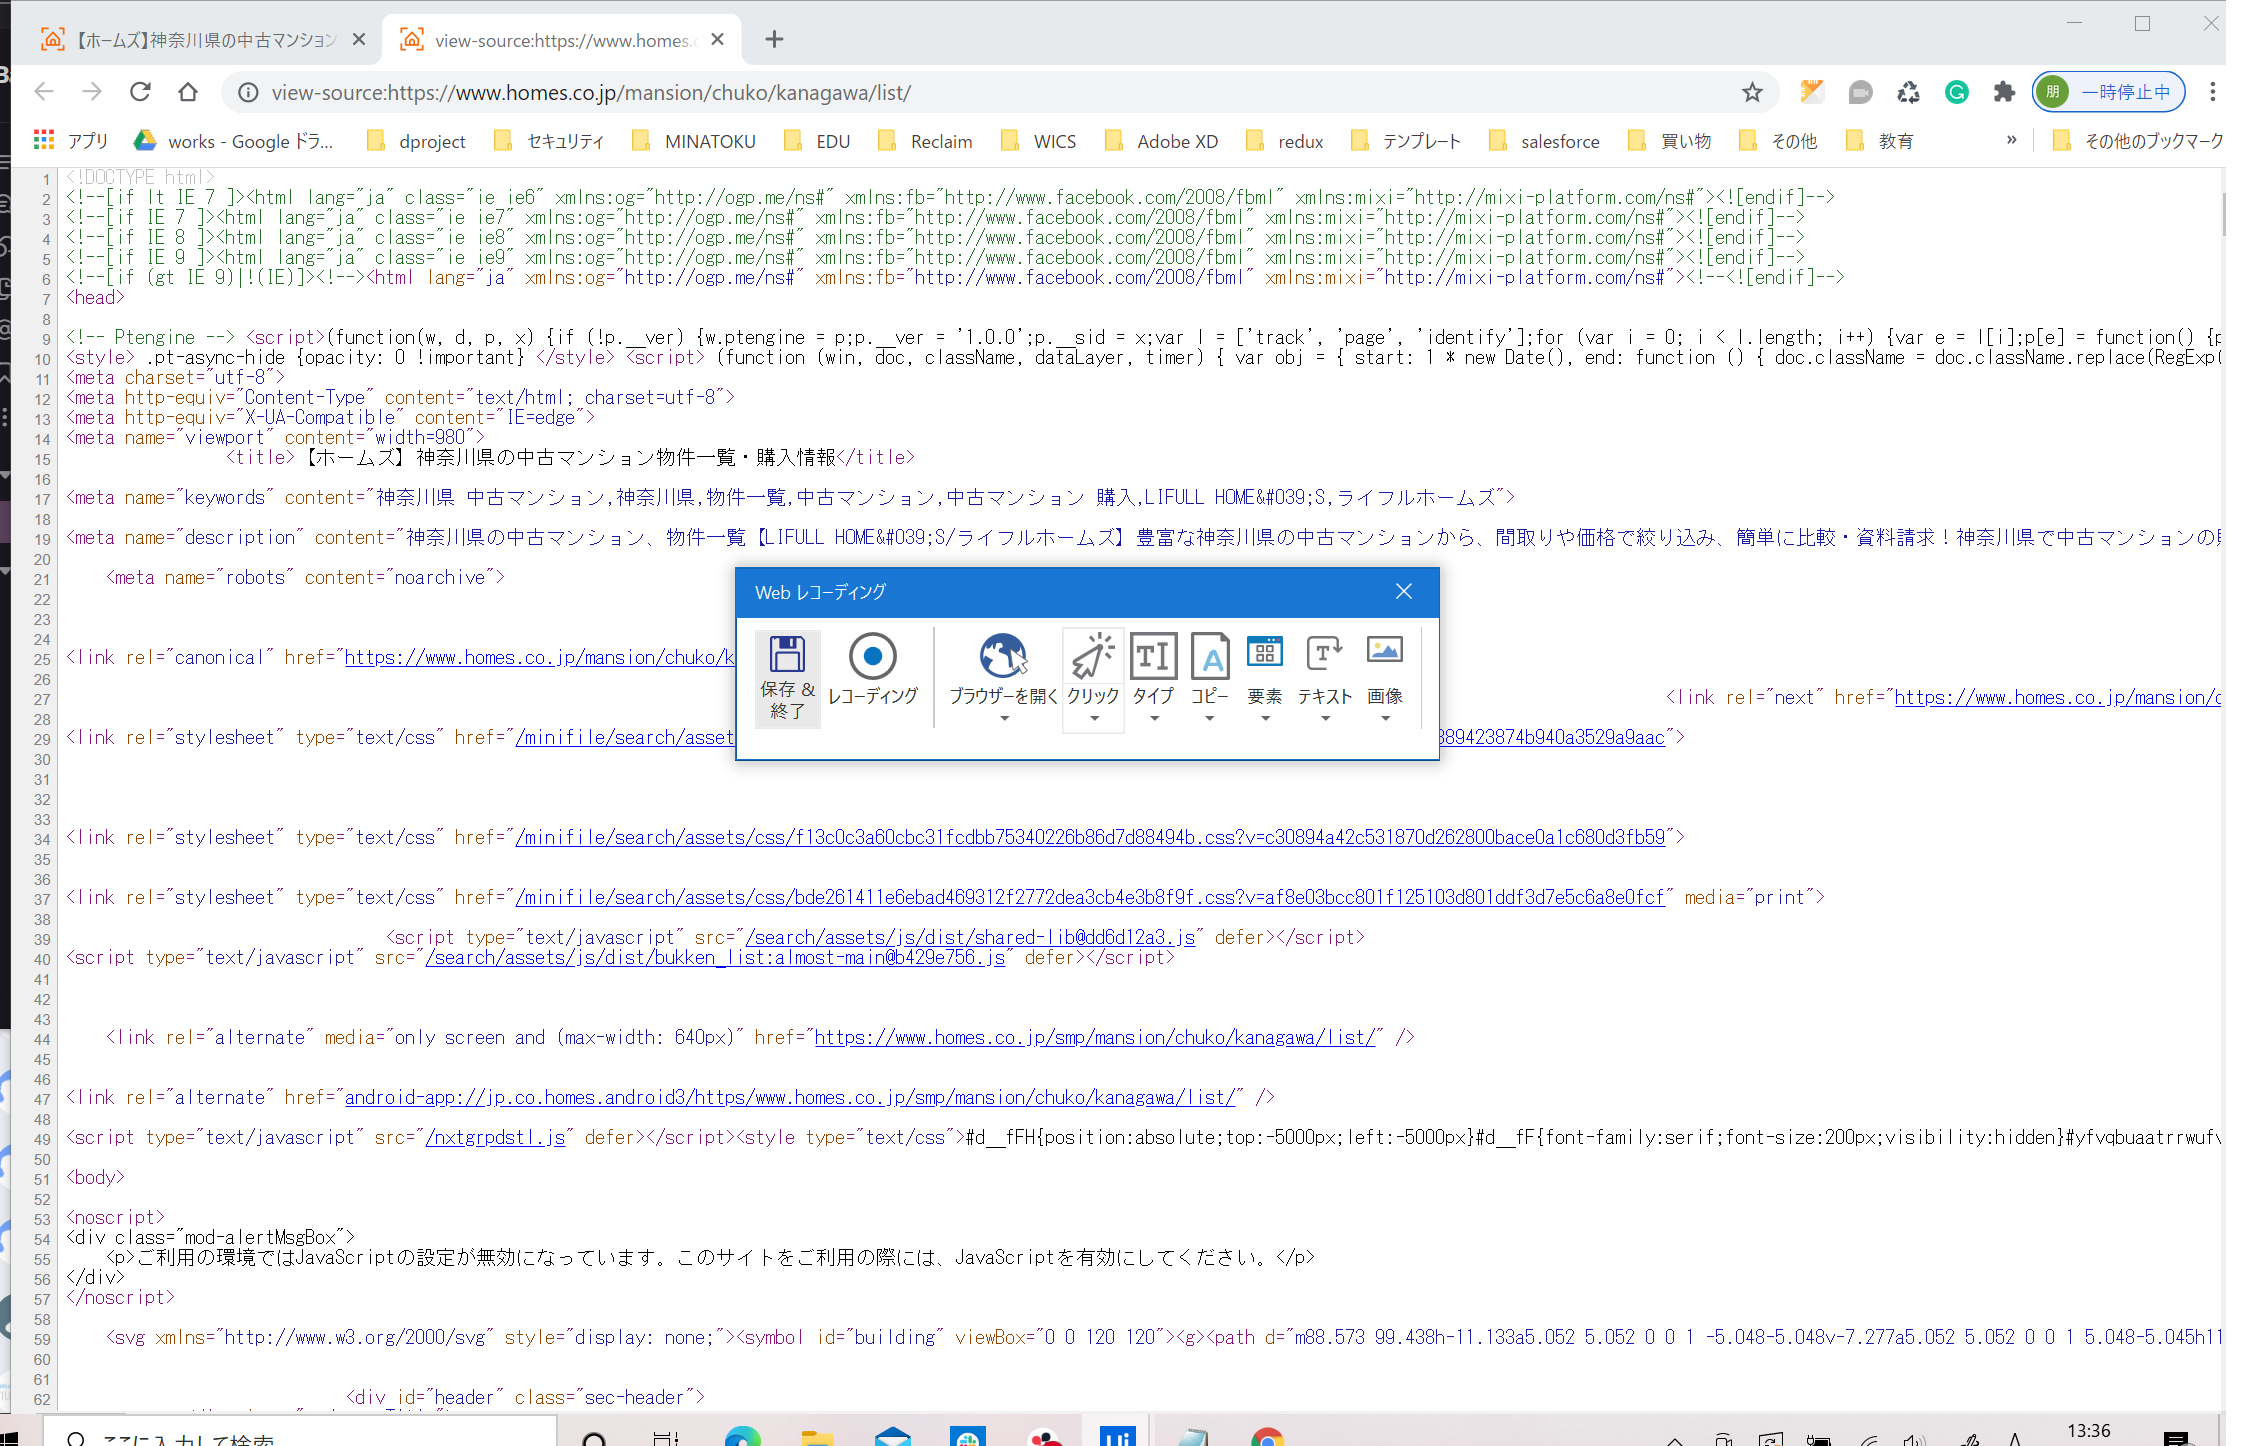 【ホームズ】神奈川県の中古マンション
view-source:https://www.homes.c
view-source:https://www.homes.co.jp/mansion/chuko/kanagawa/list/
朋 一時停止中
アプリ works - Google ドラ... dproject セキュリティ MINATOKU EDU Reclaim WICS Adobe XD redux テンプレート salesforce 買い物 その他 教育 » その他のブックマーク
1 <!DOCTYPE html>
2 <!--[if lt IE 7 ]><html lang="ja" class="ie ie6" xmlns:og="http://ogp.me/ns#" xmlns:fb="http://www.facebook.com/2008/fbml" xmlns:mixi="http://mixi-platform.com/ns#"><![endif]-->
3 <!--[if IE 7 ]><html lang="ja" class="ie ie7" xmlns:og="http://ogp.me/ns#" xmlns:fb="http://www.facebook.com/2008/fbml" xmlns:mixi="http://mixi-platform.com/ns#"><![endif]-->
4 <!--[if IE 8 ]><html lang="ja" class="ie ie8" xmlns:og="http://ogp.me/ns#" xmlns:fb="http://www.facebook.com/2008/fbml" xmlns:mixi="http://mixi-platform.com/ns#"><![endif]-->
5 <!--[if IE 9 ]><html lang="ja" class="ie ie9" xmlns:og="http://ogp.me/ns#" xmlns:fb="http://www.facebook.com/2008/fbml" xmlns:mixi="http://mixi-platform.com/ns#"><![endif]-->
6 <!--[if (gt IE 9)|!(IE)]><!--><html lang="ja" xmlns:og="http://ogp.me/ns#" xmlns:fb="http://www.facebook.com/2008/fbml" xmlns:mixi="http://mixi-platform.com/ns#"><!--<![endif]-->
7 <head>
8
9 <!-- Ptengine --> <script>(function(w, d, p, x) {if (!p.__ver) {w.ptengine = p;p.__ver = '1.0.0';p.__sid = x;var l = ['track', 'page', 'identify'];for (var i = 0; i < l.length; i++) {var e = l[i];p[e] = function() {p
10 <style> .pt-async-hide {opacity: 0 !important} </style> <script> (function (win, doc, className, dataLayer, timer) { var obj = { start: 1 * new Date(), end: function () { doc.className = doc.className.replace(RegExp(
11 <meta charset="utf-8">
12 <meta http-equiv="Content-Type" content="text/html; charset=utf-8">
13 <meta http-equiv="X-UA-Compatible" content="IE=edge">
14 <meta name="viewport" content="width=980">
15 <title>【ホームズ】神奈川県の中古マンション物件一覧・購入情報</title>
16
17 <meta name="keywords" content="神奈川県 中古マンション,神奈川県,物件一覧,中古マンション,中古マンション 購入,LIFULL HOME&#039;S,ライフルホームズ">
18
19 <meta name="description" content="神奈川県の中古マンション、物件一覧【LIFULL HOME&#039;S/ライフルホームズ】豊富な神奈川県の中古マンションから、間取りや価格で絞り込み、簡単に比較・資料請求！神奈川県で中古マンションの
20
21 <meta name="robots" content="noarchive">
22
23
24
25 <link rel="canonical" href="https://www.homes.co.jp/mansion/chuko/k
26
27 <link rel="next" href="https://www.homes.co.jp/mansion/c
28
29 <link rel="stylesheet" type="text/css" href="/minifile/search/asset 389423874b940a3529a9aac">
Web レコーディング
保存 & 終了 レコーディング ブラウザーを開く クリック タイプ コピー 要素 テキスト 画像
30
31
32
33
34 <link rel="stylesheet" type="text/css" href="/minifile/search/assets/css/f13c0c3a60cbc31fcdbb75340226b86d7d88494b.css?v=c30894a42c531870d262800bace0a1c680d3fb59">
35
36
37 <link rel="stylesheet" type="text/css" href="/minifile/search/assets/css/bde261411e6ebad469312f2772dea3cb4e3b8f9f.css?v=af8e03bcc801f125103d801ddf3d7e5c6a8e0fcf" media="print">
38
39 <script type="text/javascript" src="/search/assets/js/dist/shared-lib@dd6d12a3.js" defer></script>
40 <script type="text/javascript" src="/search/assets/js/dist/bukken_list:almost-main@b429e756.js" defer></script>
41
42
43
44 <link rel="alternate" media="only screen and (max-width: 640px)" href="https://www.homes.co.jp/smp/mansion/chuko/kanagawa/list/" />
45
46
47 <link rel="alternate" href="android-app://jp.co.homes.android3/https/www.homes.co.jp/smp/mansion/chuko/kanagawa/list/" />
48
49 <script type="text/javascript" src="/nxtgrpdstl.js" defer></script><style type="text/css">#d__fFH{position:absolute;top:-5000px;left:-5000px}#d__fF{font-family:serif;font-size:200px;visibility:hidden}#yfvqbuaatrrwufv
50
51 <body>
52
53 <noscript>
54 <div class="mod-alertMsgBox">
55 <p>ご利用の環境ではJavaScriptの設定が無効になっています。このサイトをご利用の際には、JavaScriptを有効にしてください。</p>
56 </div>
57 </noscript>
58
59 <svg xmlns="http://www.w3.org/2000/svg" style="display: none;"><symbol id="building" viewBox="0 0 120 120"><g><path d="m88.573 99.438h-11.133a5.052 5.052 0 0 1 -5.048-5.048v-7.277a5.052 5.052 0 0 1 5.048-5.045h11
60
61
62 <div id="header" class="sec-header">
ここに入力して検索
13:36